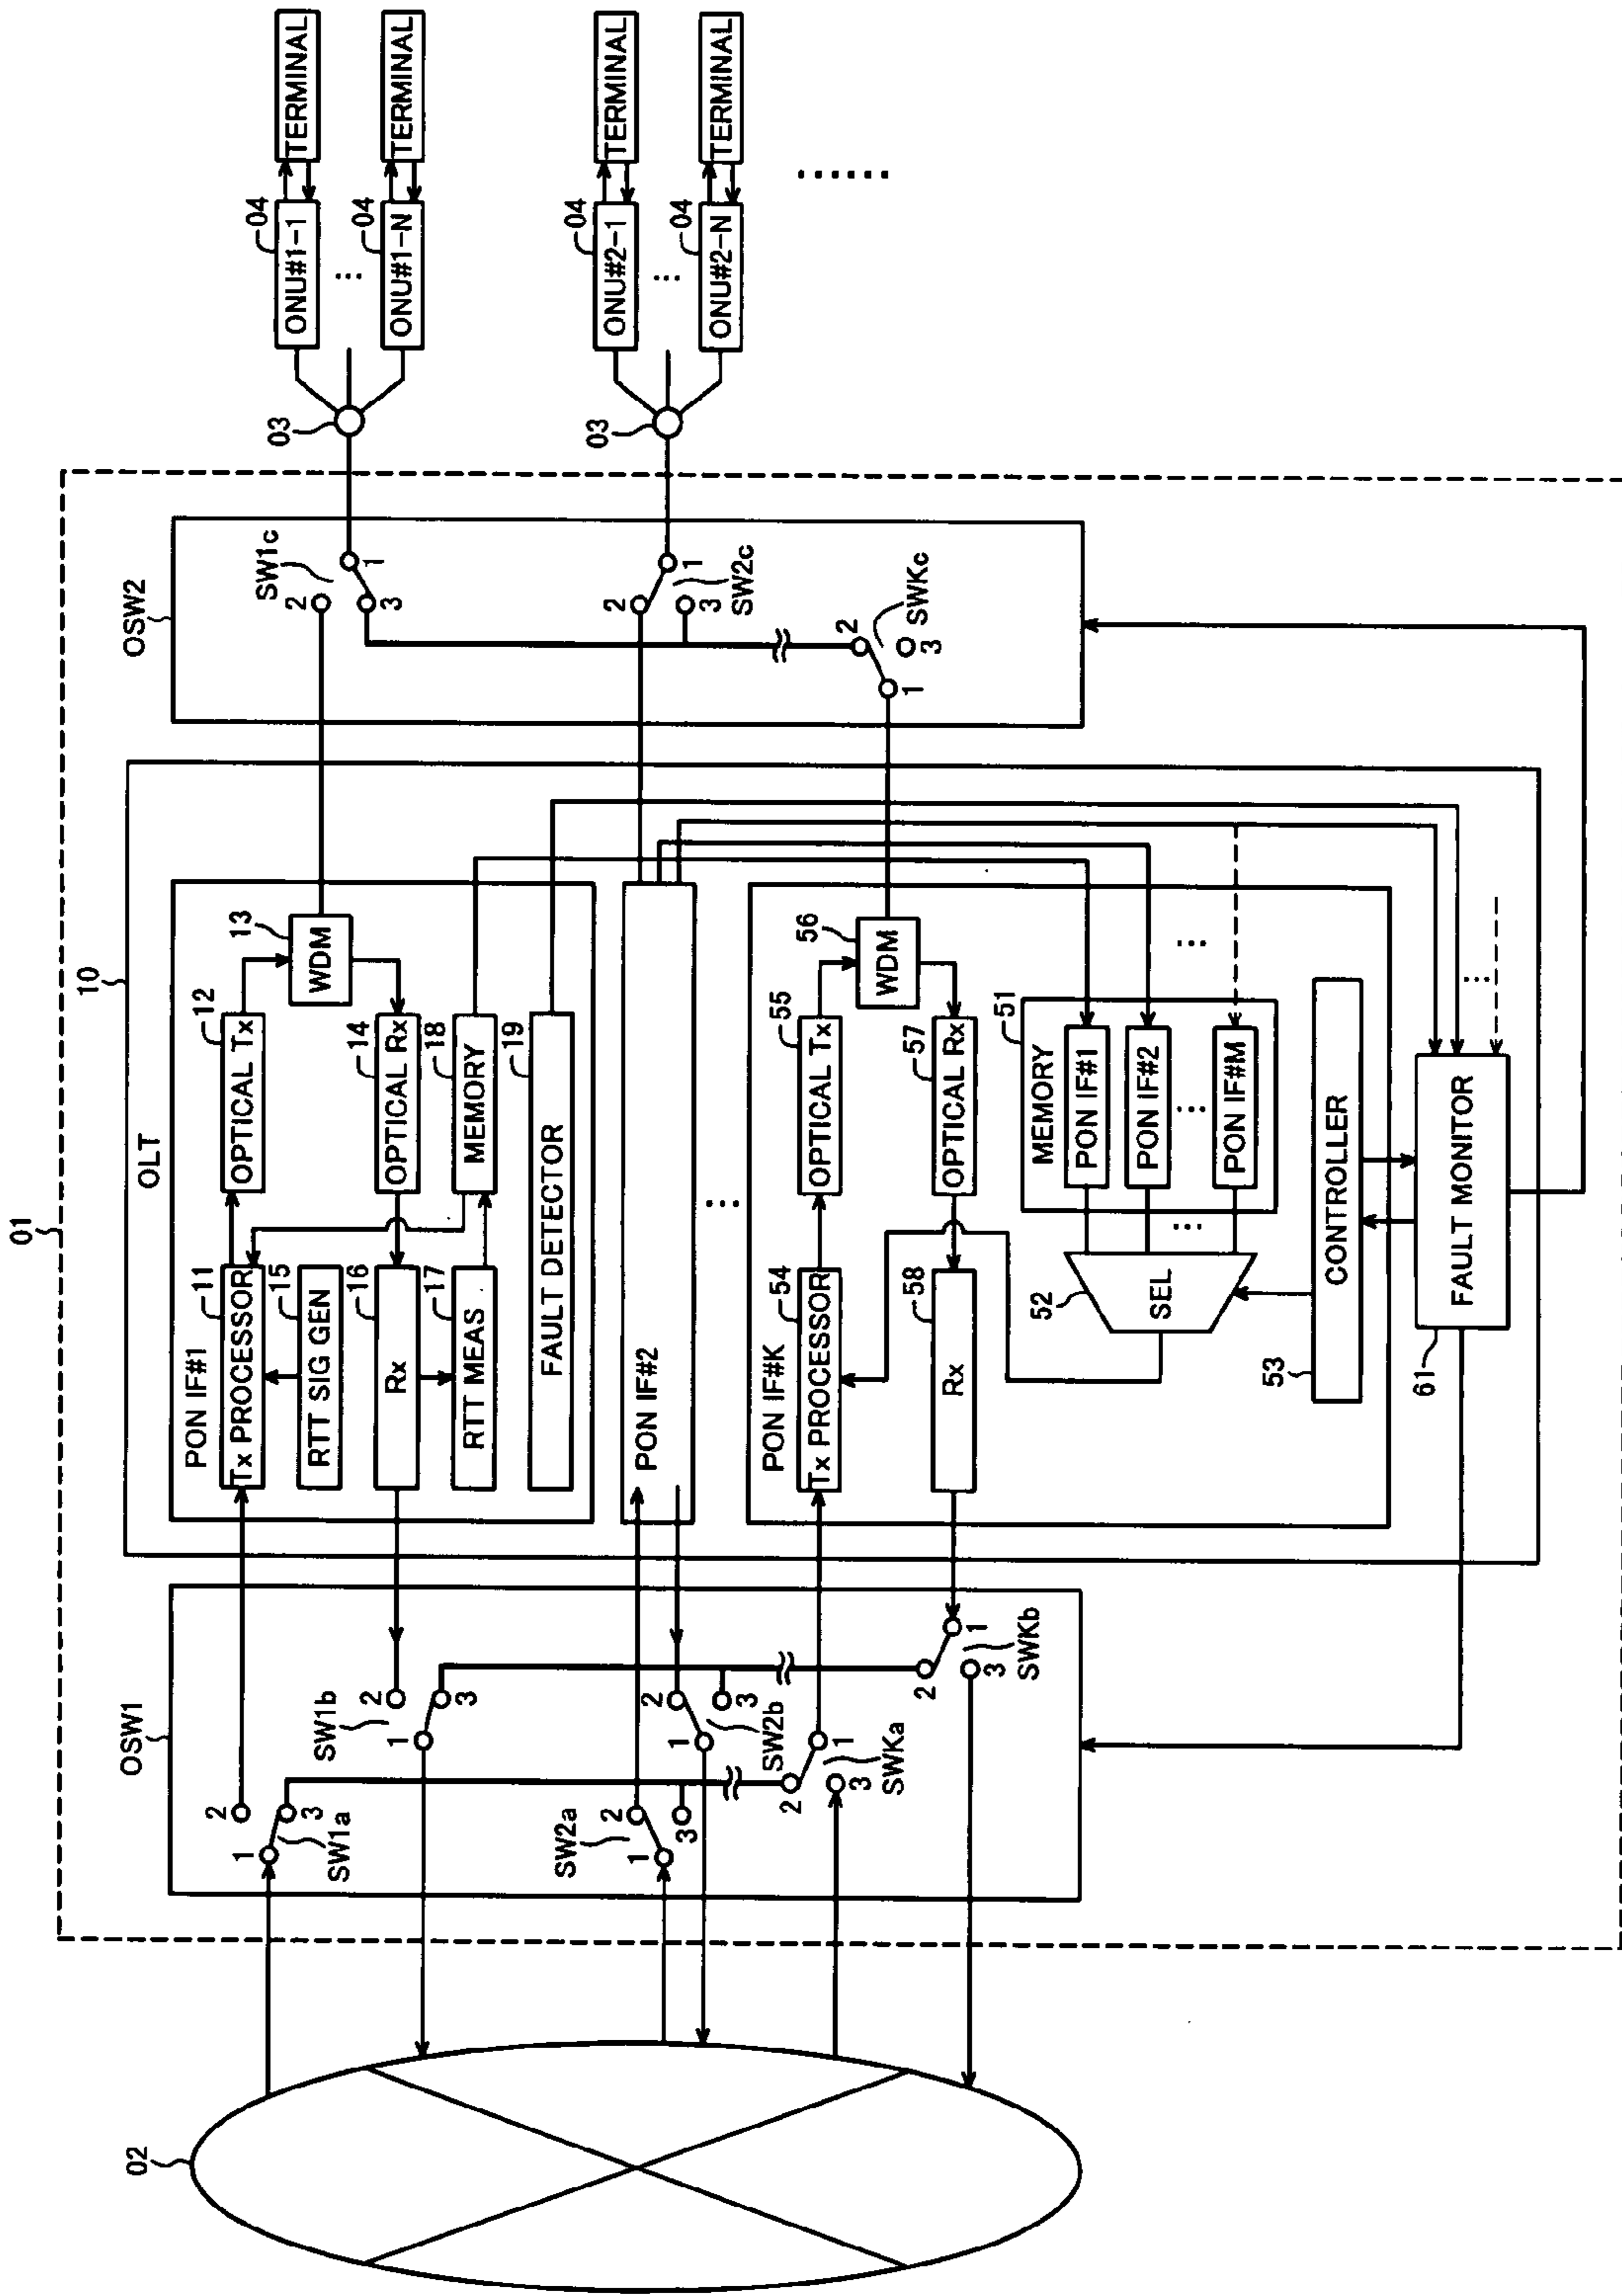 01
10
OLT
OSW1
OSW2
02
PON IF#1
Tx PROCESSOR
11
OPTICAL Tx
12
WDM
13
RTT SIG GEN
15
Rx
16
OPTICAL Rx
14
RTT MEAS
17
MEMORY
18
FAULT DETECTOR
19
PON IF#2
...
PON IF#K
Tx PROCESSOR
54
OPTICAL Tx
55
WDM
56
Rx
58
OPTICAL Rx
57
SEL
52
MEMORY
51
PON IF#1
PON IF#2
...
PON IF#M
...
...
CONTROLLER
53
FAULT MONITOR
61
...
1
2
3
SW1a
1
2
3
SW1b
1
2
3
SW2a
1
2
3
SW2b
1
2
3
SWKa
1
2
3
SWKb
SW1c
2
1
3
2
1
3
SW2c
2
1
3
SWKc
03
ONU#1-1
04
TERMINAL
...
ONU#1-N
04
TERMINAL
03
ONU#2-1
04
TERMINAL
...
ONU#2-N
04
TERMINAL
......